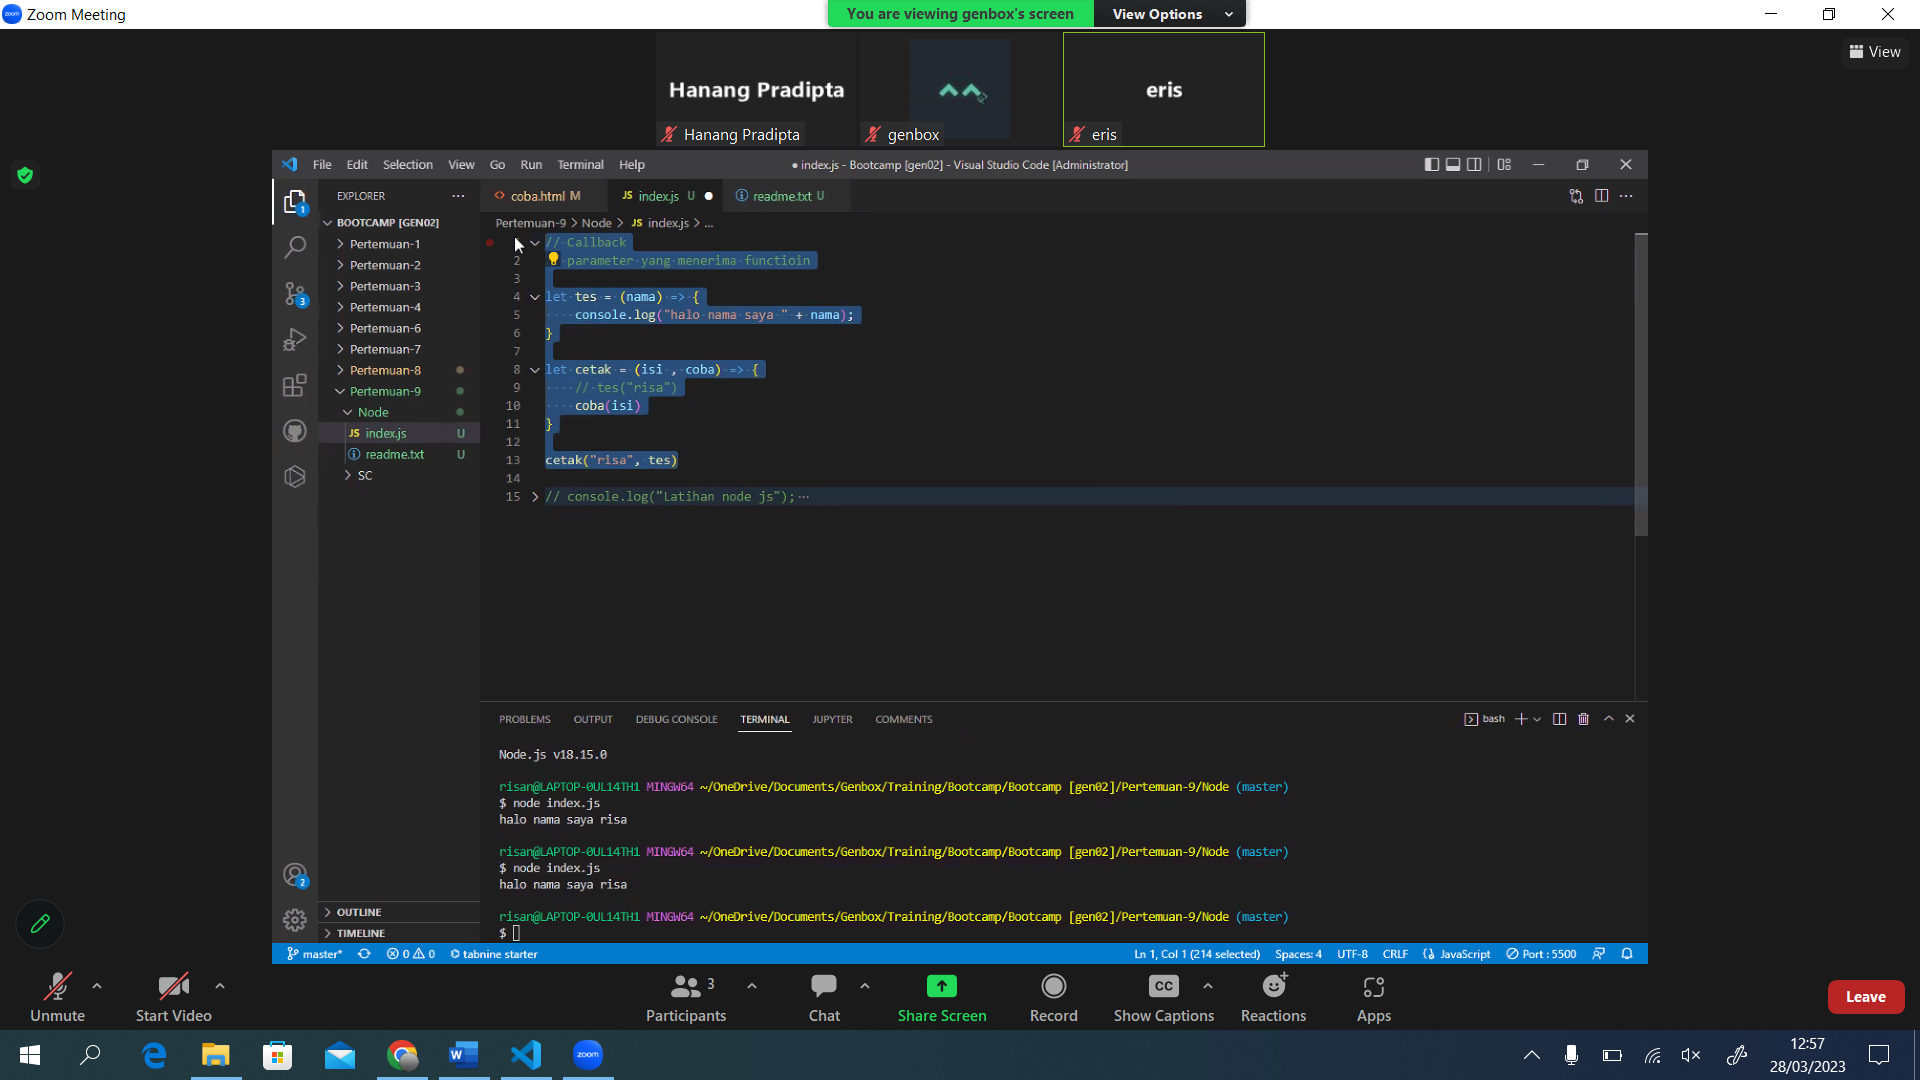 Zoom Meeting
You are viewing genbox's screen View Options
View
Hanang Pradipta
Hanang Pradipta
genbox
eris
eris
File Edit Selection View Go Run Terminal Help
● index.js - Bootcamp [gen02] - Visual Studio Code [Administrator]
EXPLORER
BOOTCAMP [GEN02]
Pertemuan-1
Pertemuan-2
Pertemuan-3
Pertemuan-4
Pertemuan-6
Pertemuan-7
Pertemuan-8
Pertemuan-9
Node
JS index.js U
readme.txt U
SC
OUTLINE
TIMELINE
1
3
2
<> coba.html M
JS index.js U
readme.txt U
Pertemuan-9 > Node > JS index.js > ...
// Callback
2 parameter yang menerima functioin
3
4 let tes = (nama) => {
5 console.log("halo nama saya " + nama);
6 }
7
8 let cetak = (isi , coba) => {
9 // tes("risa")
10 coba(isi)
11 }
12
13 cetak("risa", tes)
14
15 // console.log("Latihan node js"); ...
PROBLEMS OUTPUT DEBUG CONSOLE TERMINAL JUPYTER COMMENTS
bash
Node.js v18.15.0
risan@LAPTOP-0UL14TH1 MINGW64 ~/OneDrive/Documents/Genbox/Training/Bootcamp/Bootcamp [gen02]/Pertemuan-9/Node (master)
$ node index.js
halo nama saya risa
risan@LAPTOP-0UL14TH1 MINGW64 ~/OneDrive/Documents/Genbox/Training/Bootcamp/Bootcamp [gen02]/Pertemuan-9/Node (master)
$ node index.js
halo nama saya risa
risan@LAPTOP-0UL14TH1 MINGW64 ~/OneDrive/Documents/Genbox/Training/Bootcamp/Bootcamp [gen02]/Pertemuan-9/Node (master)
$
master* 0 0 tabnine starter
Ln 1, Col 1 (214 selected) Spaces: 4 UTF-8 CRLF JavaScript Port : 5500
Unmute
Start Video
3
Participants
Chat
Share Screen
Record
CC
Show Captions
Reactions
Apps
Leave
zoom
12:57
28/03/2023